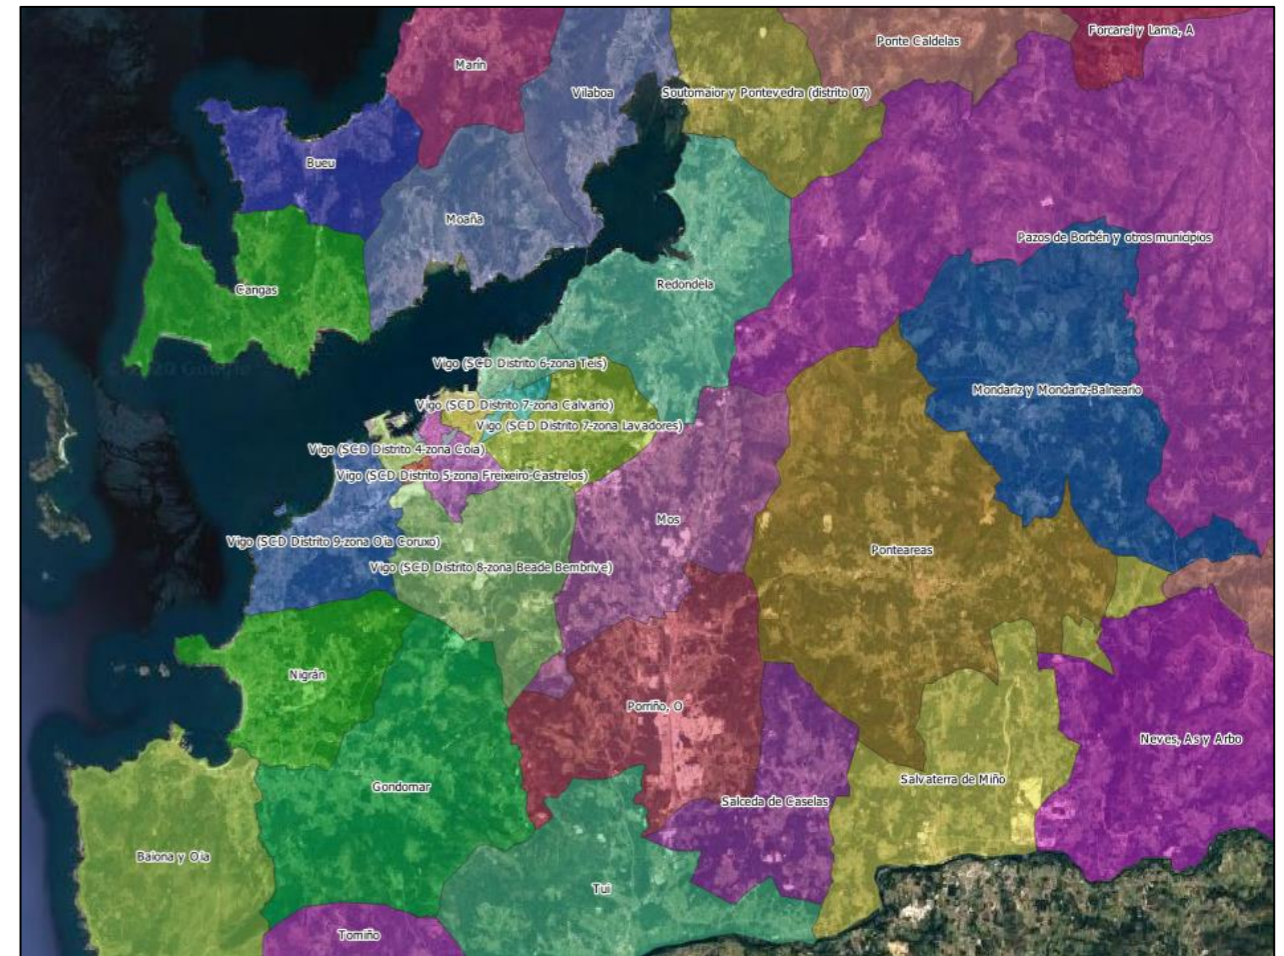 Forcarei y Lama, A
Ponte Caldelas
Marín
Vilaboa
Soutomaior y Pontevedra (distrito 07)
Bueu
Moaña
Pazos de Borbén y otros municipios
Cangas
Redondela
Vigo (SCD Distrito 6-zona Teis)
Mondariz y Mondariz-Balneario
Vigo (SCD Distrito 7-zona Calvario)
Vigo (SCD Distrito 7-zona Lavadores)
Vigo (SCD Distrito 4-zona Coia)
Vigo (SCD Distrito 5-zona Freixeiro-Castrelos)
Mos
Vigo (SCD Distrito 9-zona Oia Coruxo)
Ponteareas
Vigo (SCD Distrito 8-zona Beade Bembrive)
Nigrán
Porriño, O
Neves, As y Arbo
Gondomar
Salvaterra de Miño
Salceda de Caselas
Baiona y Oia
Tui
Tomiño